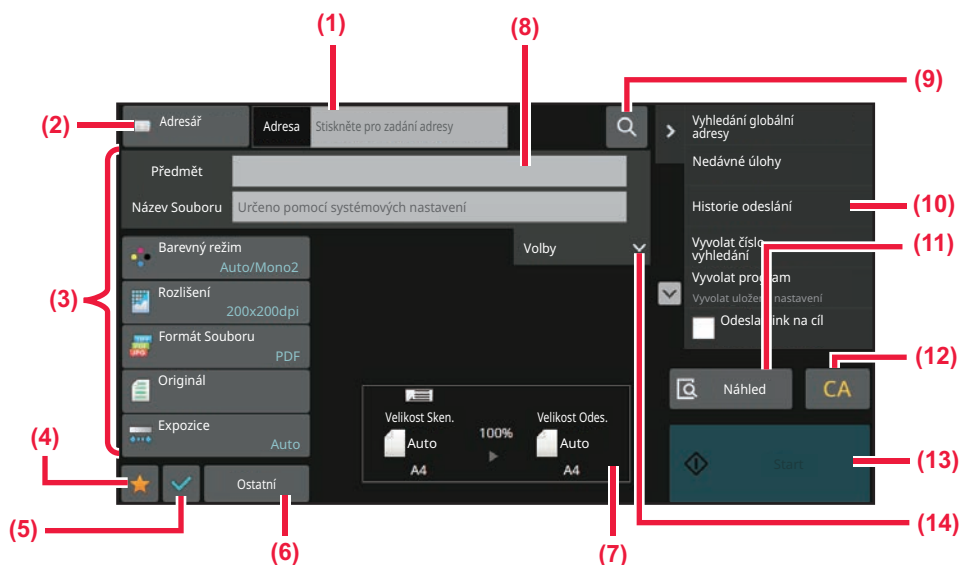 (1)
(8)
(9)
(2)
Adresář
Adresa
Stiskněte pro zadání adresy
Vyhledání globální
adresy
Předmět
Nedávné úlohy
Název Souboru
Určeno pomocí systémových nastavení
Historie odeslání
(10)
(3)
Barevný režim
Auto/Mono2
Volby
Vyvolat číslo
vyhledání
(11)
Rozlišení
200x200dpi
Vyvolat program
Vyvolat uložená nastavení
Formát Souboru
PDF
Odeslat link na cíl
(12)
Originál
Náhled
CA
Expozice
Auto
Velikost Sken.
Auto
A4
100%
Velikost Odes.
Auto
A4
(4)
Start
(13)
Ostatní
(5)
(6)
(7)
(14)